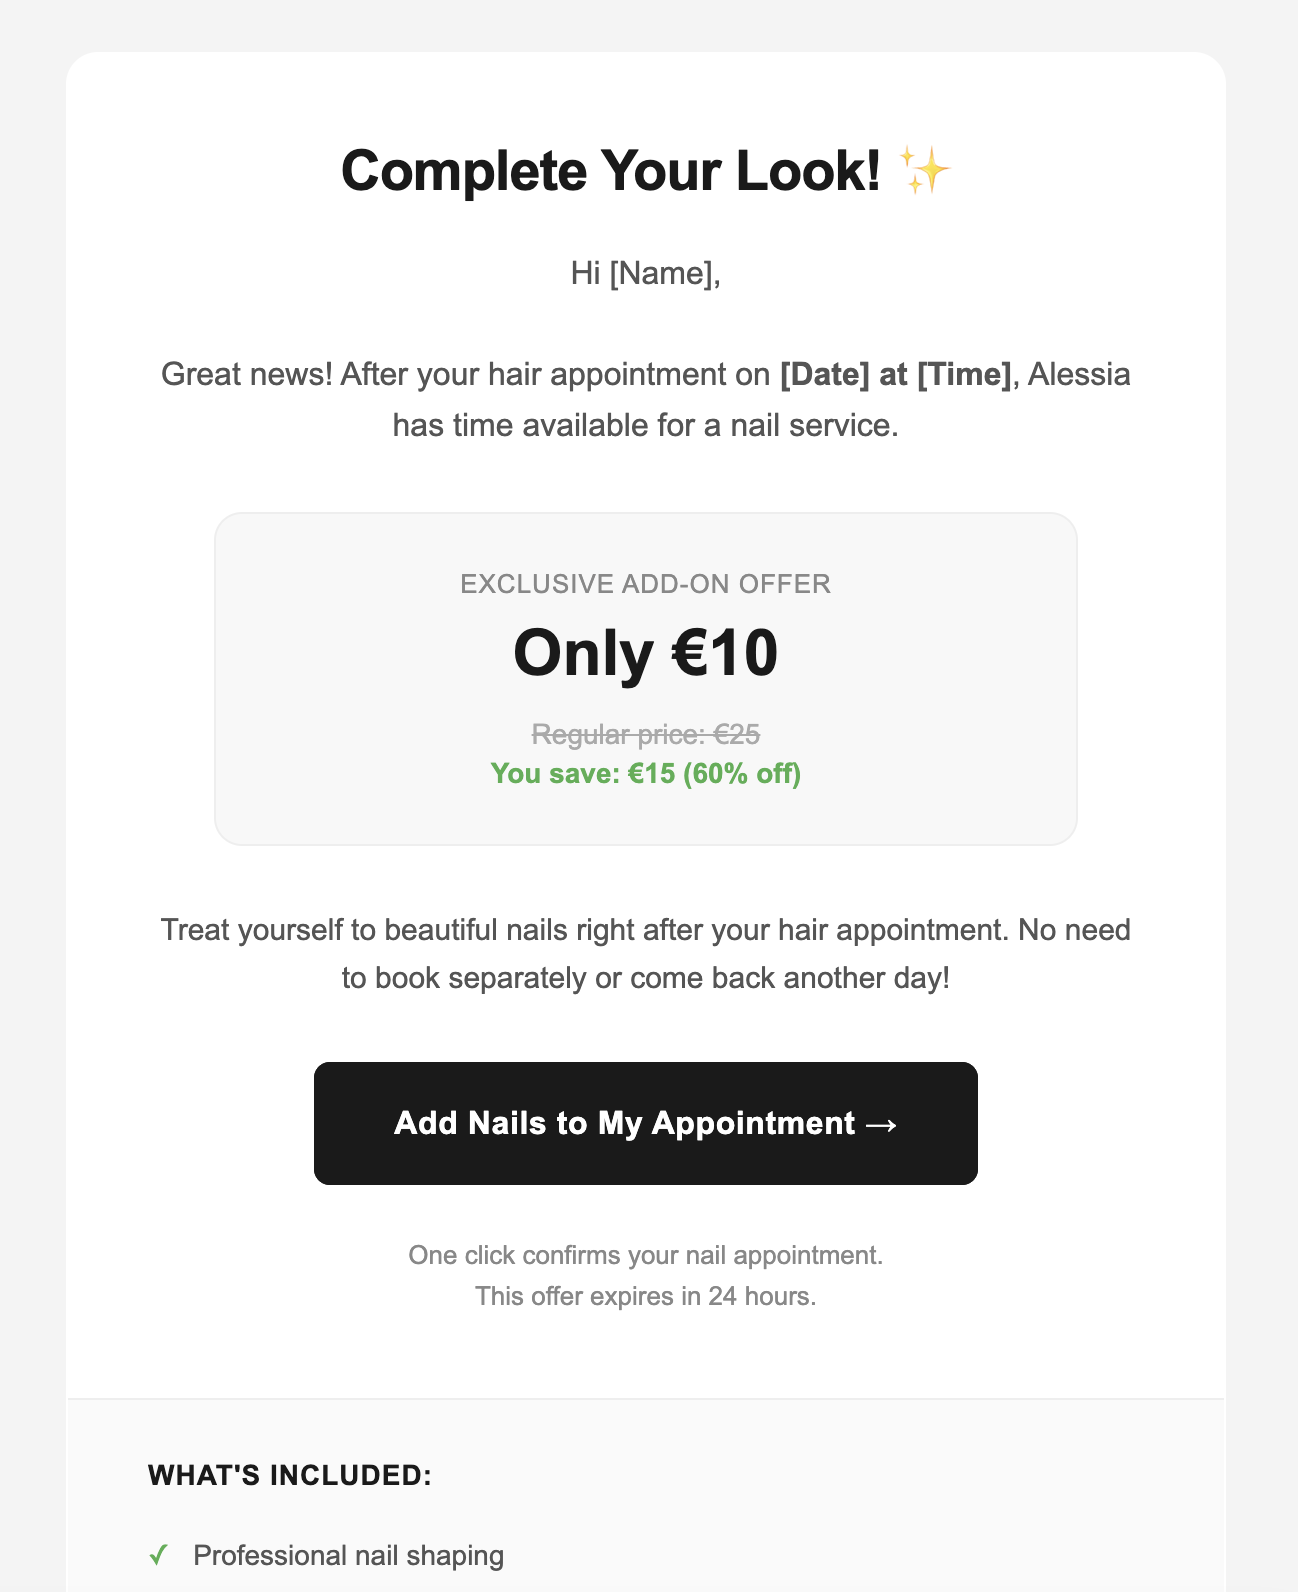 Complete Your Look! ✨
Hi [Name],
Great news! After your hair appointment on [Date] at [Time], Alessia
has time available for a nail service.
EXCLUSIVE ADD-ON OFFER
Only €10
Regular price: €25
You save: €15 (60% off)
Treat yourself to beautiful nails right after your hair appointment. No need
to book separately or come back another day!
Add Nails to My Appointment →
One click confirms your nail appointment.
This offer expires in 24 hours.
WHAT'S INCLUDED:
✓ Professional nail shaping